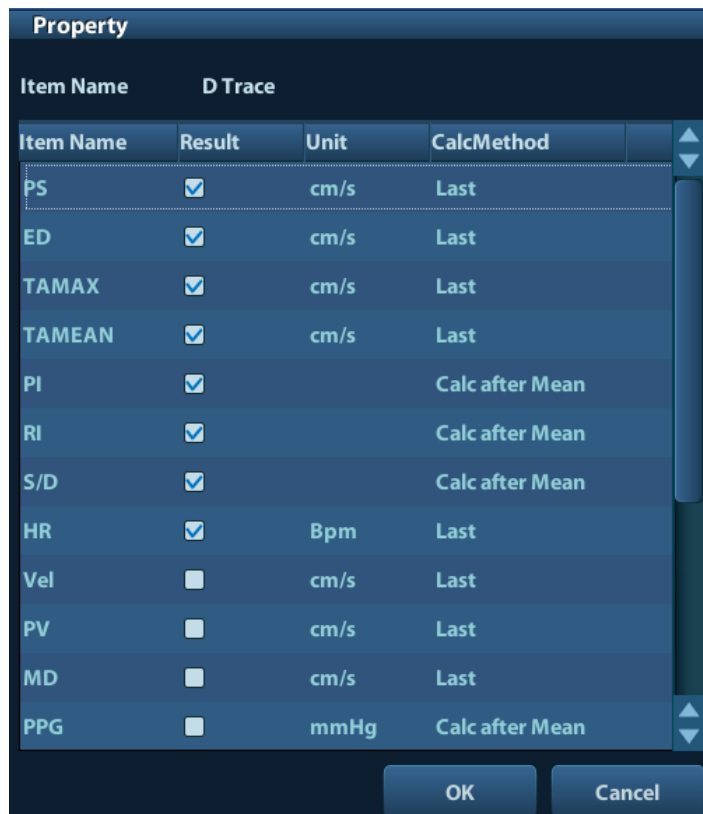 Property
Item Name D Trace
Item Name Result Unit CalcMethod
PS cm/s Last
ED cm/s Last
TAMAX cm/s Last
TAMEAN cm/s Last
PI Calc after Mean
RI Calc after Mean
S/D Calc after Mean
HR Bpm Last
Vel cm/s Last
PV cm/s Last
MD cm/s Last
PPG mmHg Calc after Mean
OK Cancel